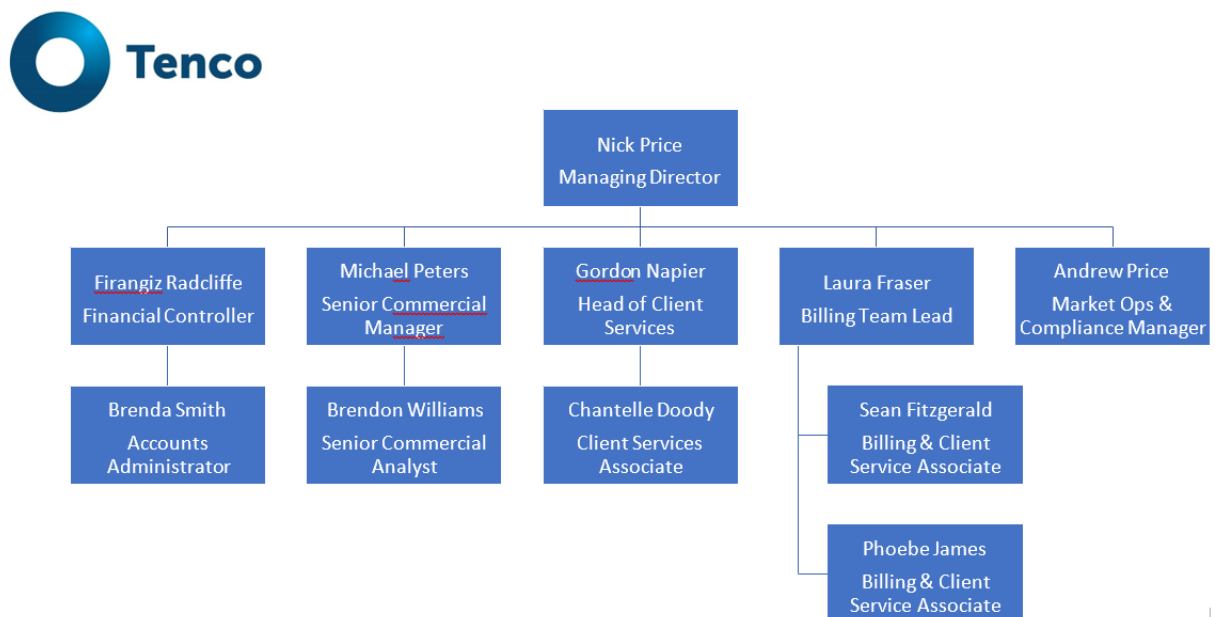 Tenco
Nick Price
Managing Director
Firangiz Radcliffe
Financial Controller
Michael Peters
Senior Commercial
Manager
Gordon Napier
Head of Client
Services
Laura Fraser
Billing Team Lead
Andrew Price
Market Ops &
Compliance Manager
Brenda Smith
Accounts
Administrator
Brendon Williams
Senior Commercial
Analyst
Chantelle Doody
Client Services
Associate
Sean Fitzgerald
Billing & Client
Service Associate
Phoebe James
Billing & Client
Service Associate